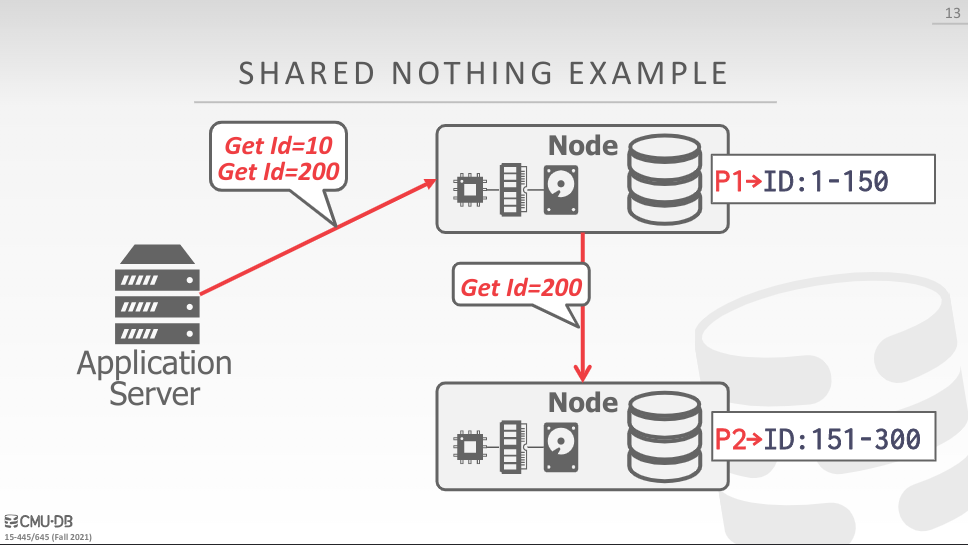 13
SHARED NOTHING EXAMPLE
Get Id=10
Get Id=200
Node
P1→ID:1-150
Get Id=200
Application
Server
Node
P2→ID:151-300
CMU·DB
15-445/645 (Fall 2021)